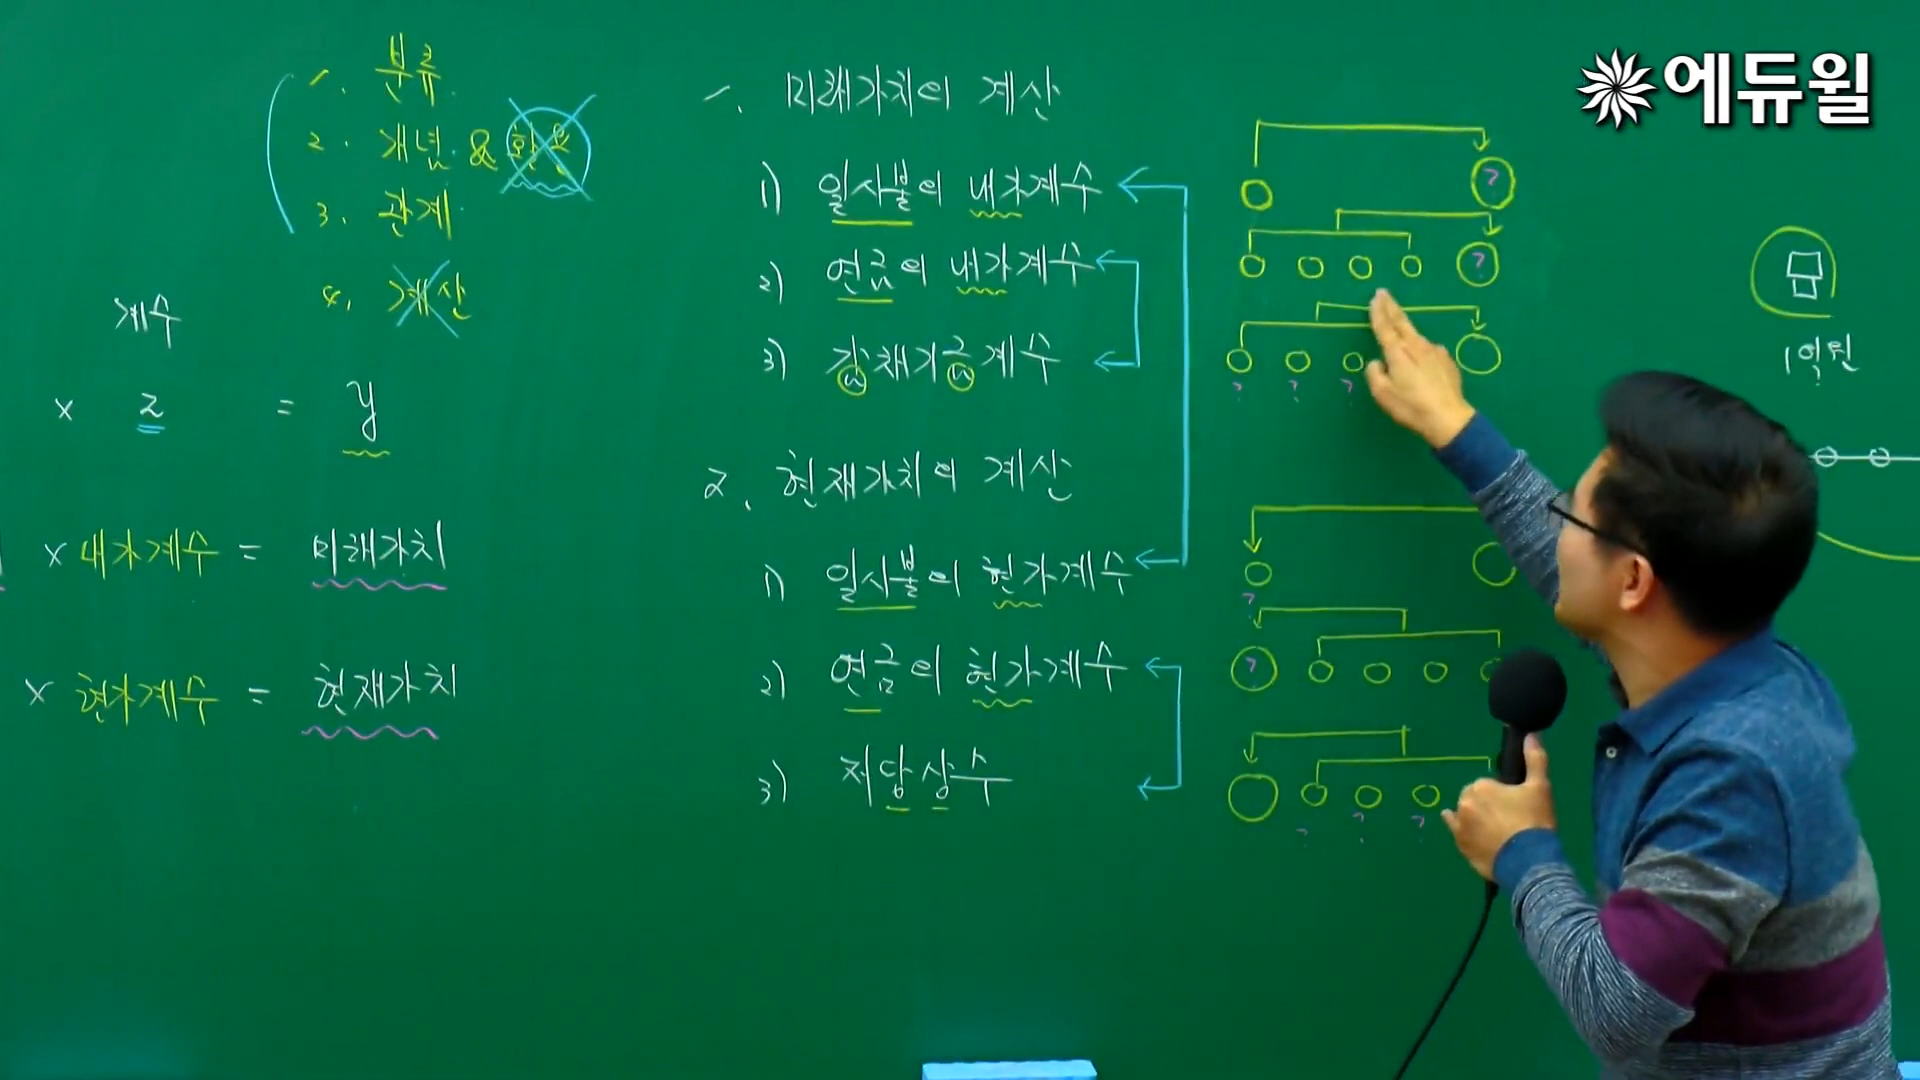 에듀윌
1. 분류.
2. 개념 & 활용
3. 관계.
4. 계산
계수
× z = y
× 내가계수 = 미래가치
× 현가계수 = 현재가치
1. 미래가치의 계산
1) 일시불의 내가계수
2) 연금의 내가계수
3) 감채기금계수
2. 현재가치의 계산
1) 일시불의 현가계수
2) 연금의 현가계수
3) 저당상수
?
?
? ? ?
?
?
? ? ?
1억원